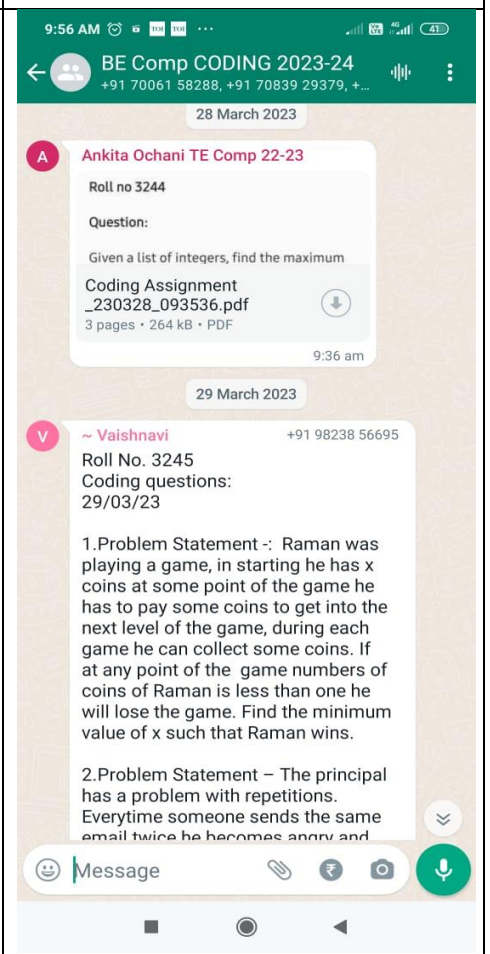 9:56 AM TOI TOI ... Vo LTE 4G 41
BE Comp CODING 2023-24
+91 70061 58288, +91 70839 29379, +...
28 March 2023
A Ankita Ochani TE Comp 22-23
Roll no 3244
Question:
Given a list of integers, find the maximum
Coding Assignment
_230328_093536.pdf
3 pages • 264 kB • PDF
9:36 am
29 March 2023
V ~ Vaishnavi +91 98238 56695
Roll No. 3245
Coding questions:
29/03/23
1.Problem Statement -: Raman was
playing a game, in starting he has x
coins at some point of the game he
has to pay some coins to get into the
next level of the game, during each
game he can collect some coins. If
at any point of the game numbers of
coins of Raman is less than one he
will lose the game. Find the minimum
value of x such that Raman wins.
2.Problem Statement – The principal
has a problem with repetitions.
Everytime someone sends the same
email twice he becomes angry and
Message ₹